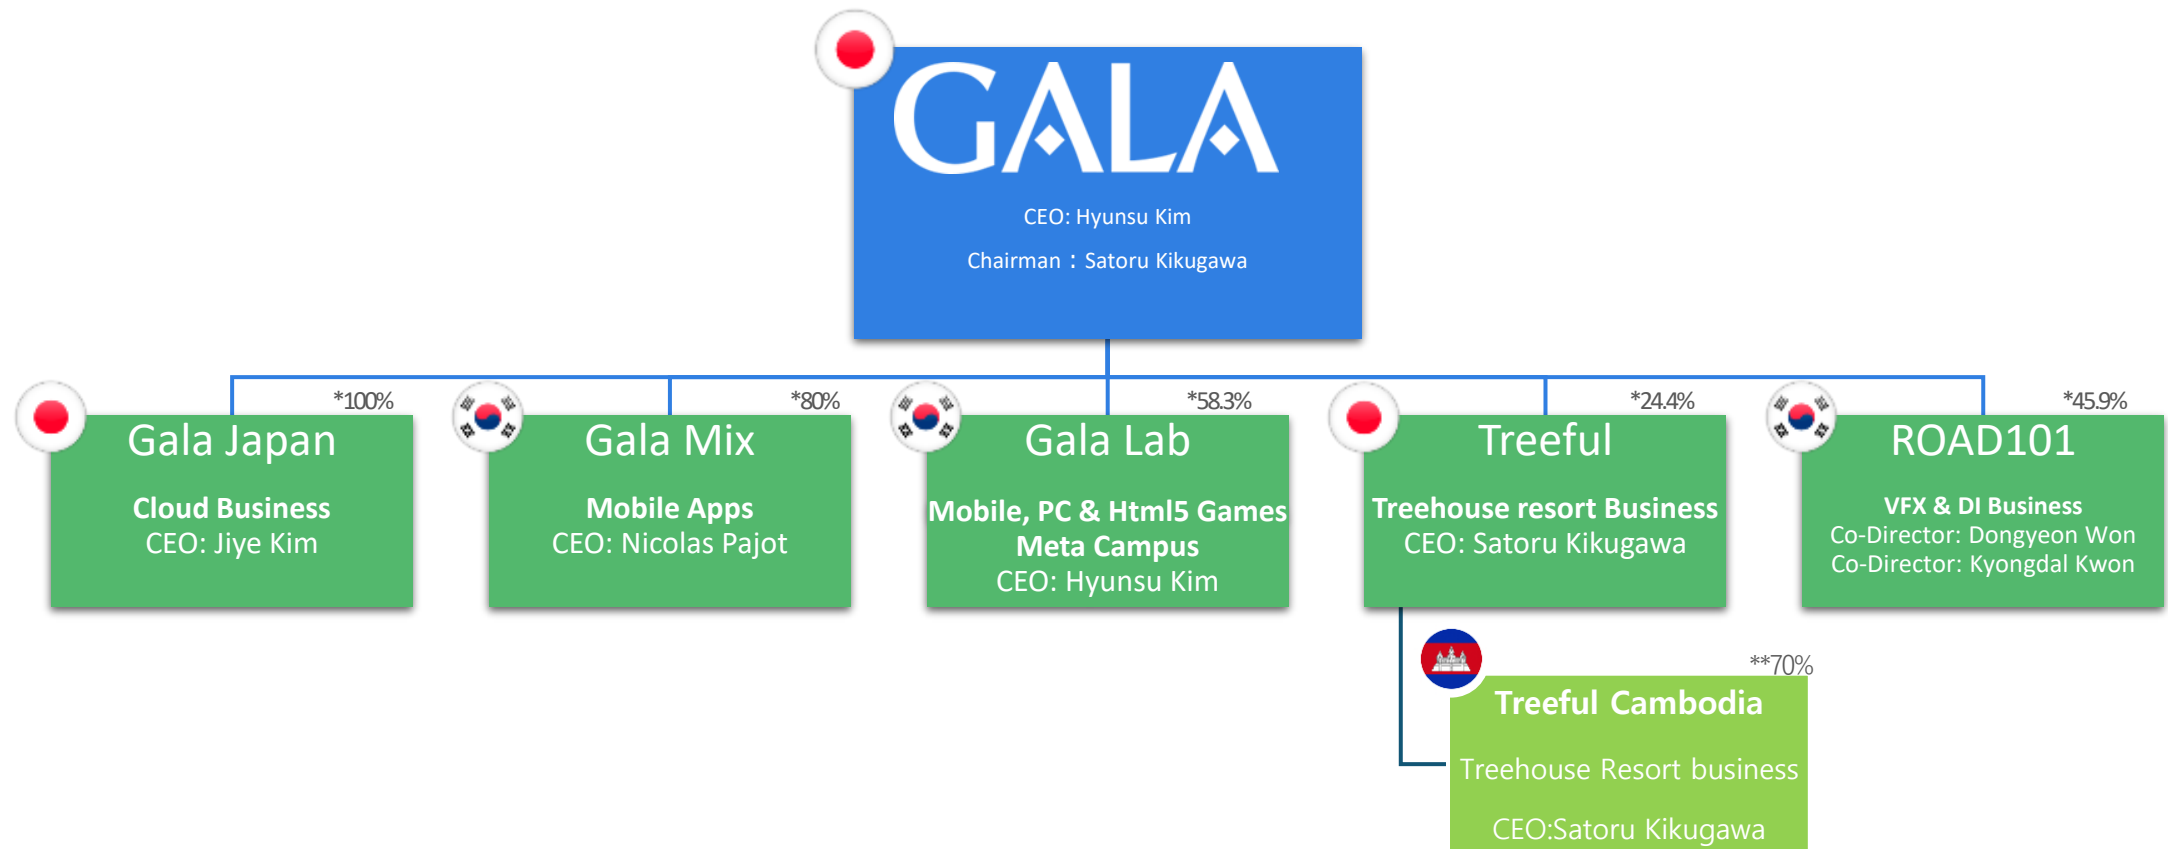 GALA
CEO: Hyunsu Kim
Chairman：Satoru Kikugawa
*100%
Gala Japan
Cloud Business
CEO: Jiye Kim
*80%
Gala Mix
Mobile Apps
CEO: Nicolas Pajot
*58.3%
Gala Lab
Mobile, PC & Html5 Games
Meta Campus
CEO: Hyunsu Kim
*24.4%
Treeful
Treehouse resort Business
CEO: Satoru Kikugawa
*45.9%
ROAD101
VFX & DI Business
Co-Director: Dongyeon Won
Co-Director: Kyongdal Kwon
**70%
Treeful Cambodia
Treehouse Resort business
CEO:Satoru Kikugawa